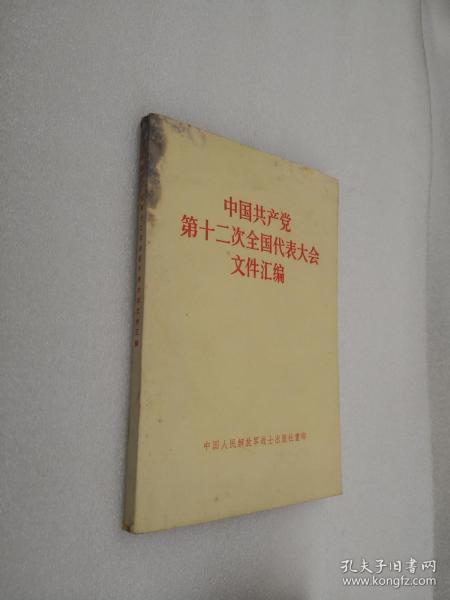 中国共产党
第十二次全国代表大会
文件汇编
中国人民解放军战士出版社重印
孔夫子旧书网
www.kongfz.com